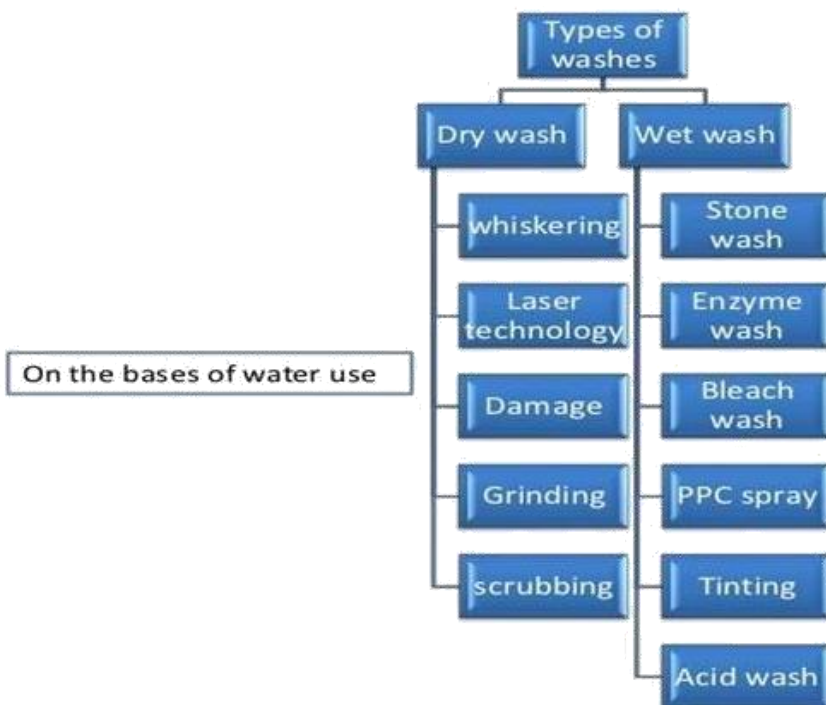 Types of
washes
Dry wash
Wet wash
whiskering
Laser
technology
Damage
Grinding
scrubbing
Stone
wash
Enzyme
wash
Bleach
wash
PPC spray
Tinting
Acid wash
On the bases of water use